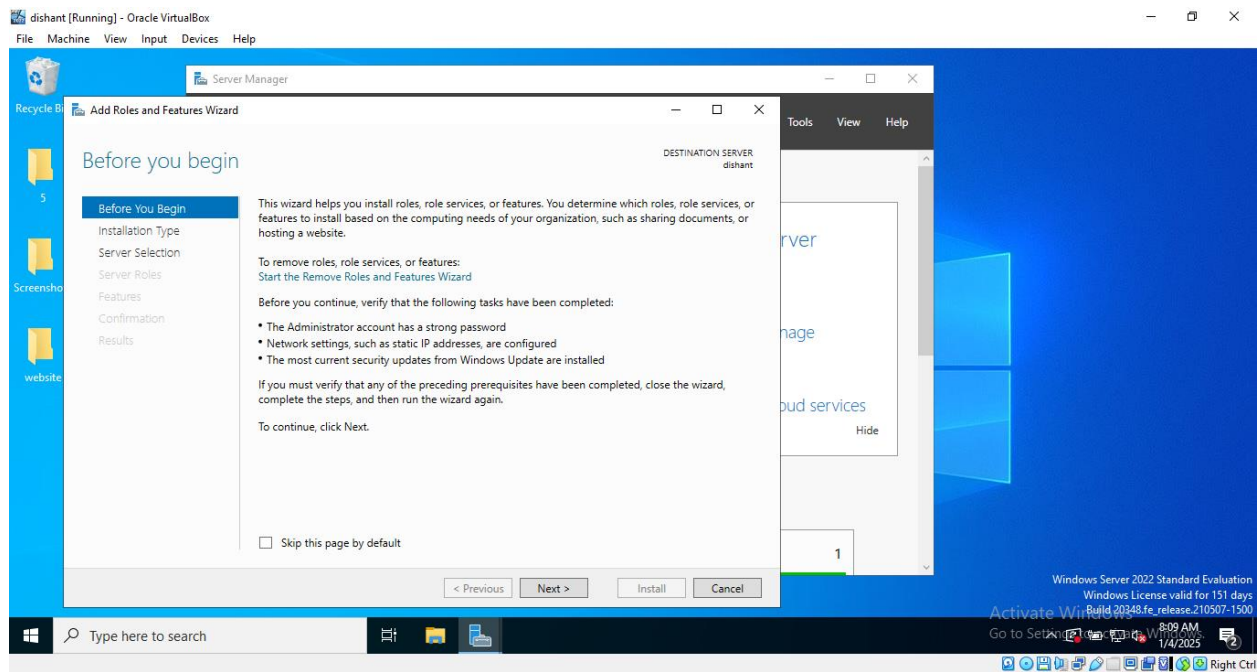 dishant [Running] - Oracle VirtualBox
File Machine View Input Devices Help
Server Manager
Recycle Bi
Add Roles and Features Wizard
Tools View Help
Before you begin
DESTINATION SERVER
dishant
Before You Begin
Installation Type
Server Selection
Server Roles
Features
Confirmation
Results
This wizard helps you install roles, role services, or features. You determine which roles, role services, or
features to install based on the computing needs of your organization, such as sharing documents, or
hosting a website.
To remove roles, role services, or features:
Start the Remove Roles and Features Wizard
Before you continue, verify that the following tasks have been completed:
• The Administrator account has a strong password
• Network settings, such as static IP addresses, are configured
• The most current security updates from Windows Update are installed
If you must verify that any of the preceding prerequisites have been completed, close the wizard,
complete the steps, and then run the wizard again.
To continue, click Next.
Skip this page by default
< Previous Next > Install Cancel
5
Screensho
website
rver
nage
oud services
Hide
1
Windows Server 2022 Standard Evaluation
Windows License valid for 151 days
Activate Windows
Build 20348.fe_release.210507-1500
Go to Settings to activate Windows.
Type here to search
8:09 AM
1/4/2025
2
Right Ctrl